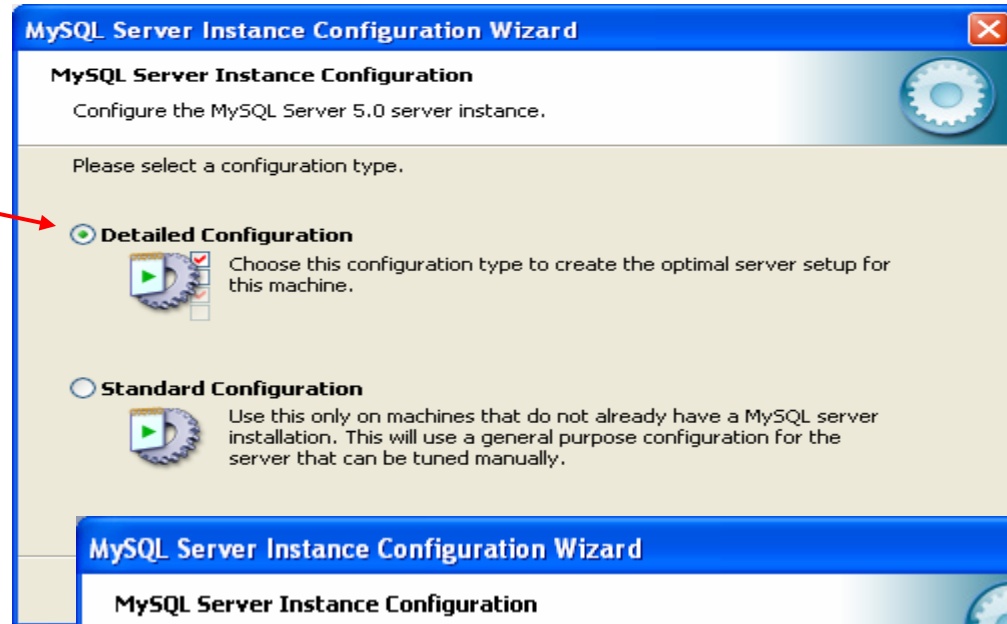 MySQL Server Instance Configuration Wizard
MySQL Server Instance Configuration
Configure the MySQL Server 5.0 server instance.
Please select a configuration type.
Detailed Configuration
Choose this configuration type to create the optimal server setup for
this machine.
Standard Configuration
Use this only on machines that do not already have a MySQL server
installation. This will use a general purpose configuration for the
server that can be tuned manually.
MySQL Server Instance Configuration Wizard
MySQL Server Instance Configuration